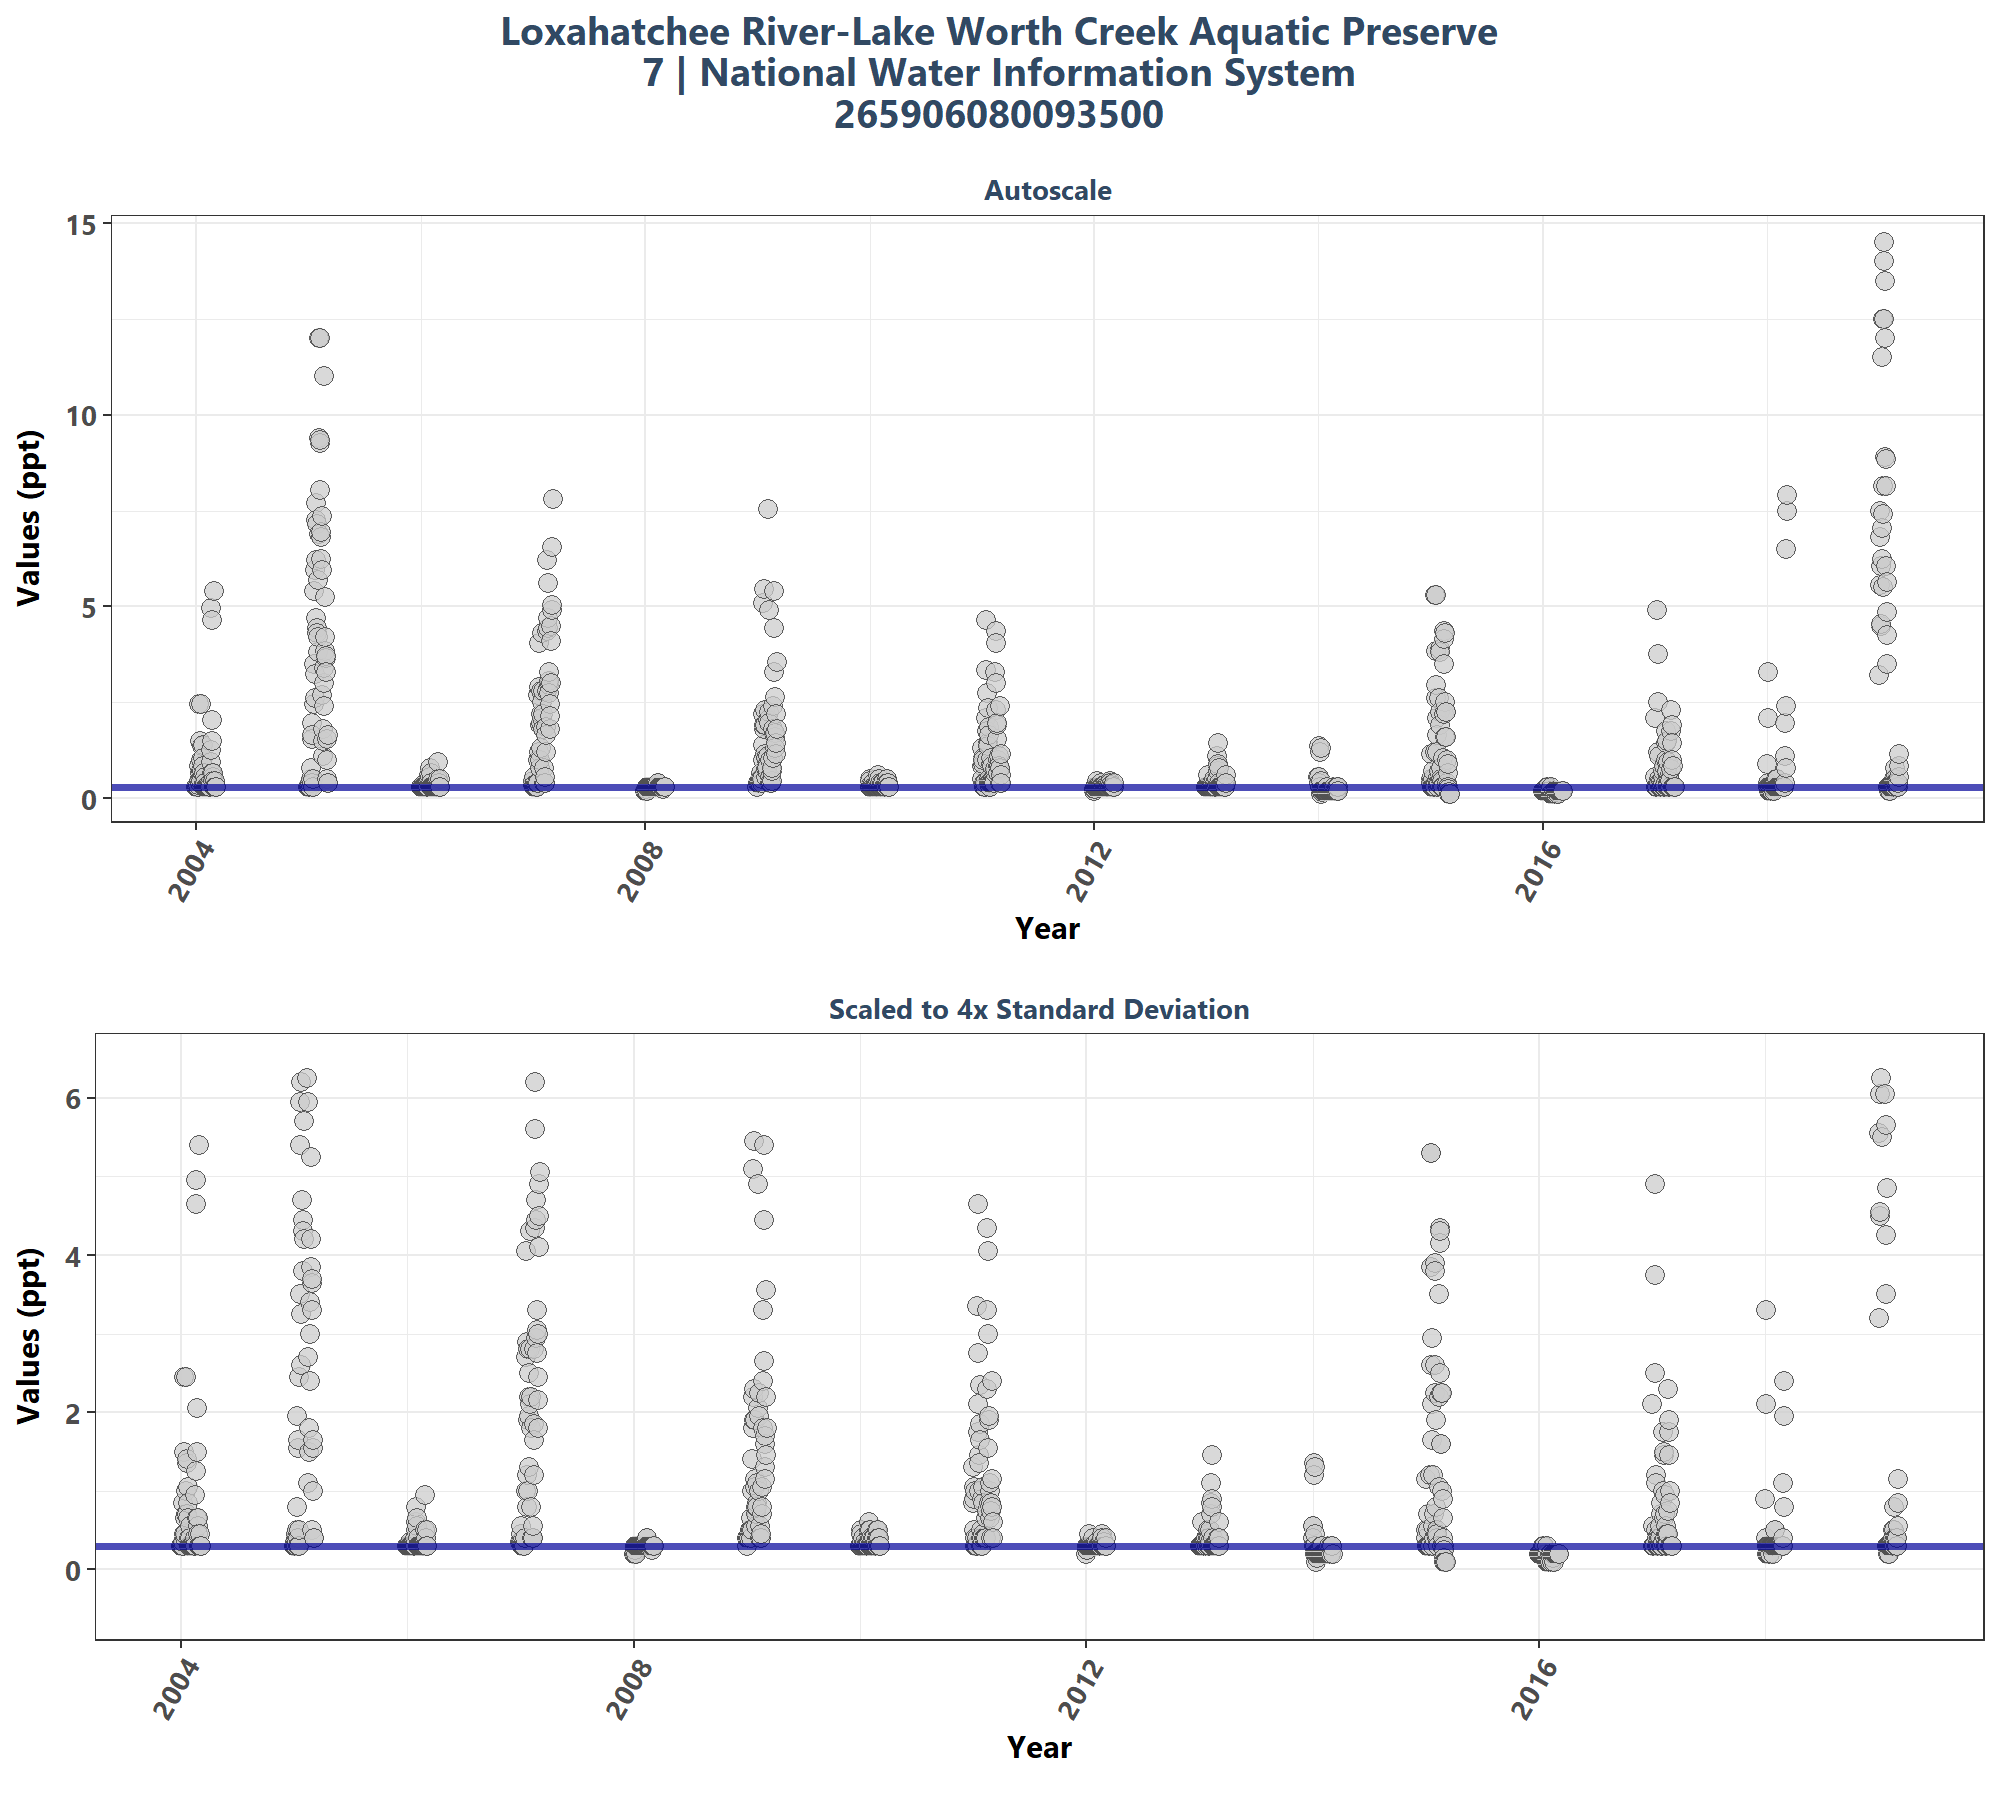 Loxahatchee River-Lake Worth Creek Aquatic Preserve
7 | National Water Information System
265906080093500
Autoscale
Values (ppt)
15
10
5
0
2004
2008
2012
2016
Year
Scaled to 4x Standard Deviation
Values (ppt)
6
4
2
0
2004
2008
2012
2016
Year